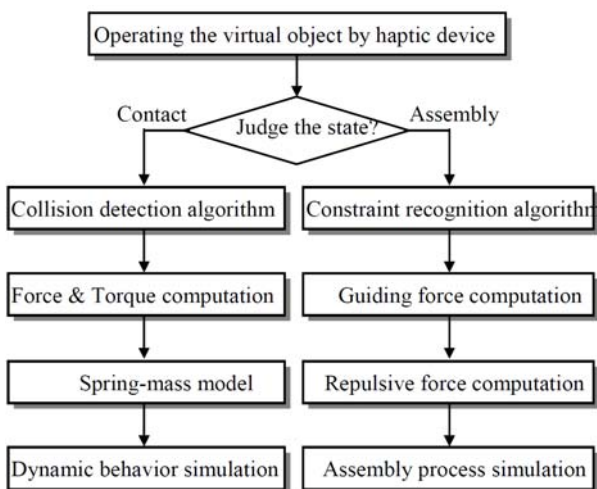 Operating the virtual object by haptic device
Contact
Judge the state?
Assembly
Collision detection algorithm
Constraint recognition algorithm
Force & Torque computation
Guiding force computation
Spring-mass model
Repulsive force computation
Dynamic behavior simulation
Assembly process simulation